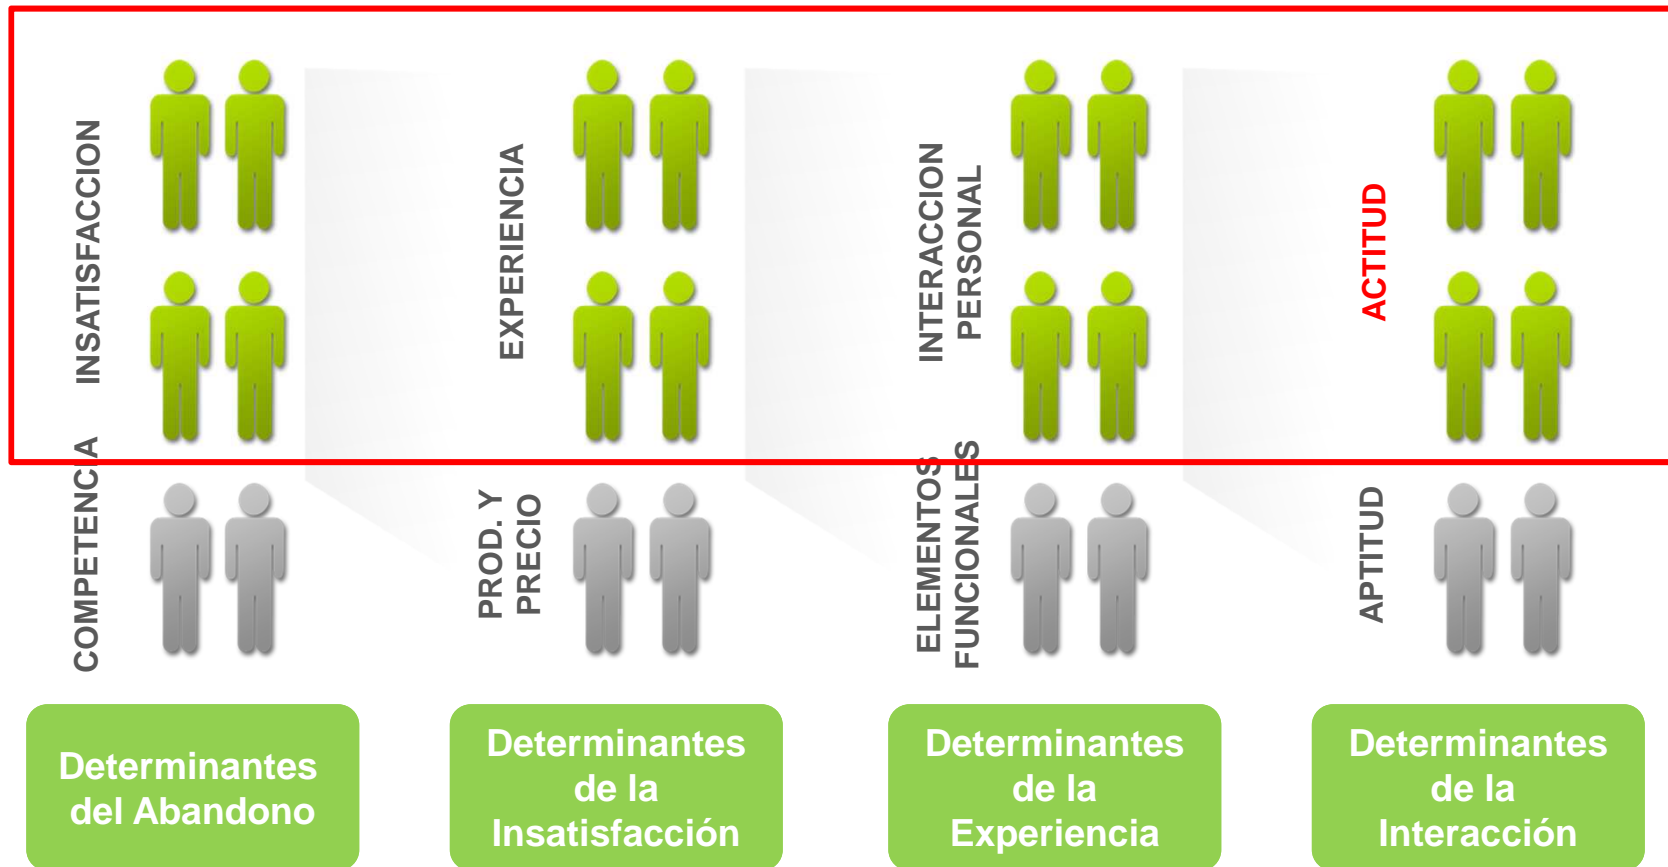 INSATISFACCION
COMPETENCIA
EXPERIENCIA
PROD. Y
PRECIO
INTERACCION
PERSONAL
ELEMENTOS
FUNCIONALES
ACTITUD
APTITUD
Determinantes
del Abandono
Determinantes
de la
Insatisfacción
Determinantes
de la
Experiencia
Determinantes
de la
Interacción